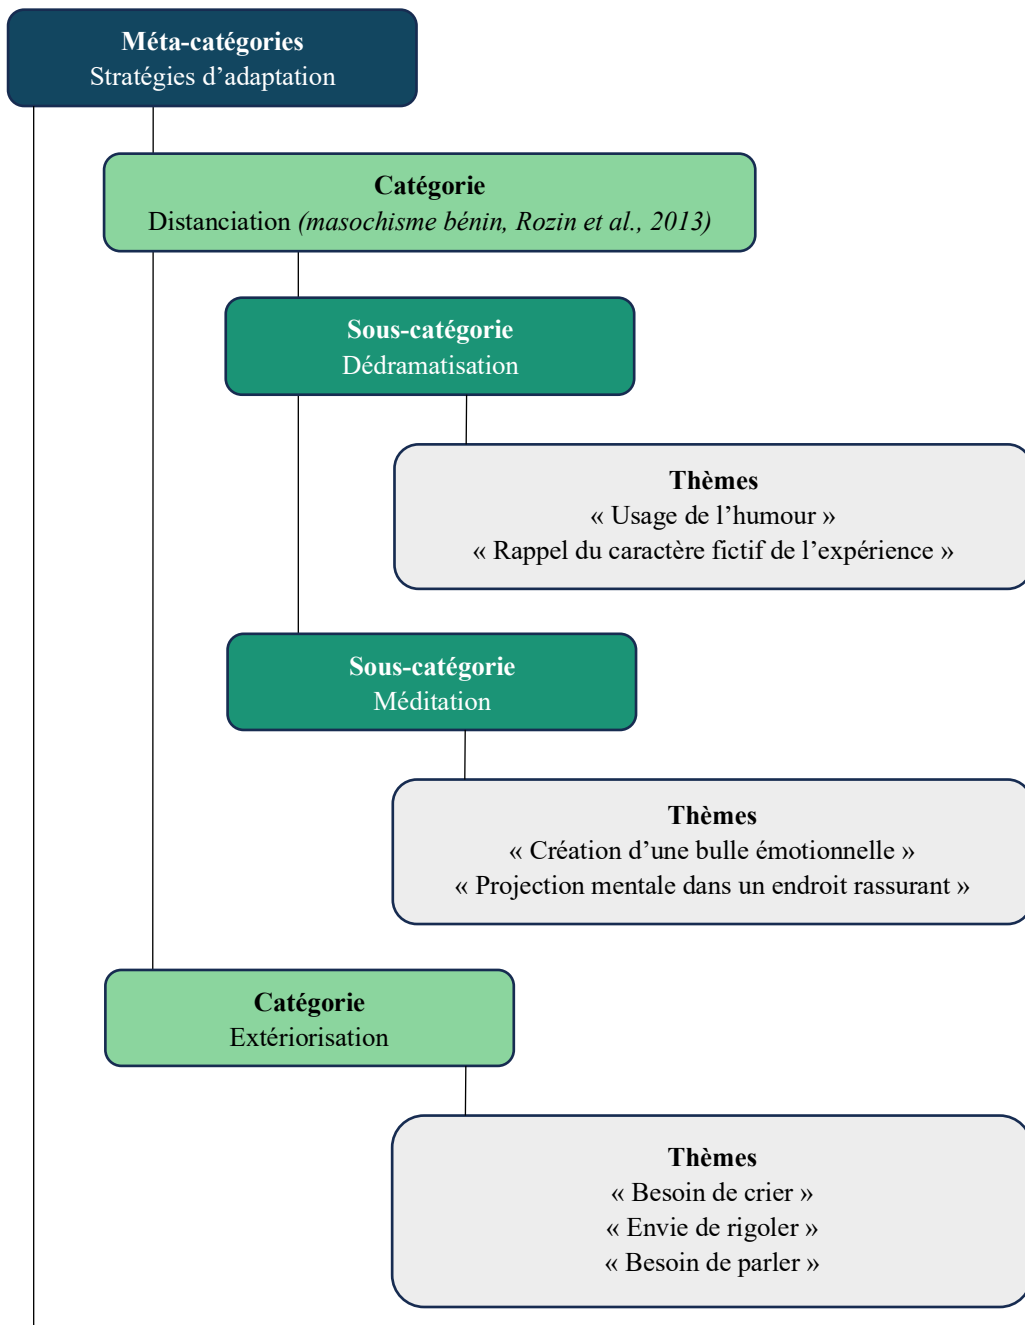 Méta-catégories
Stratégies d’adaptation
Catégorie
Distanciation (masochisme bénin, Rozin et al., 2013)
Sous-catégorie
Dédramatisation
Thèmes
« Usage de l’humour »
« Rappel du caractère fictif de l’expérience »
Sous-catégorie
Méditation
Thèmes
« Création d’une bulle émotionnelle »
« Projection mentale dans un endroit rassurant »
Catégorie
Extériorisation
Thèmes
« Besoin de crier »
« Envie de rigoler »
« Besoin de parler »